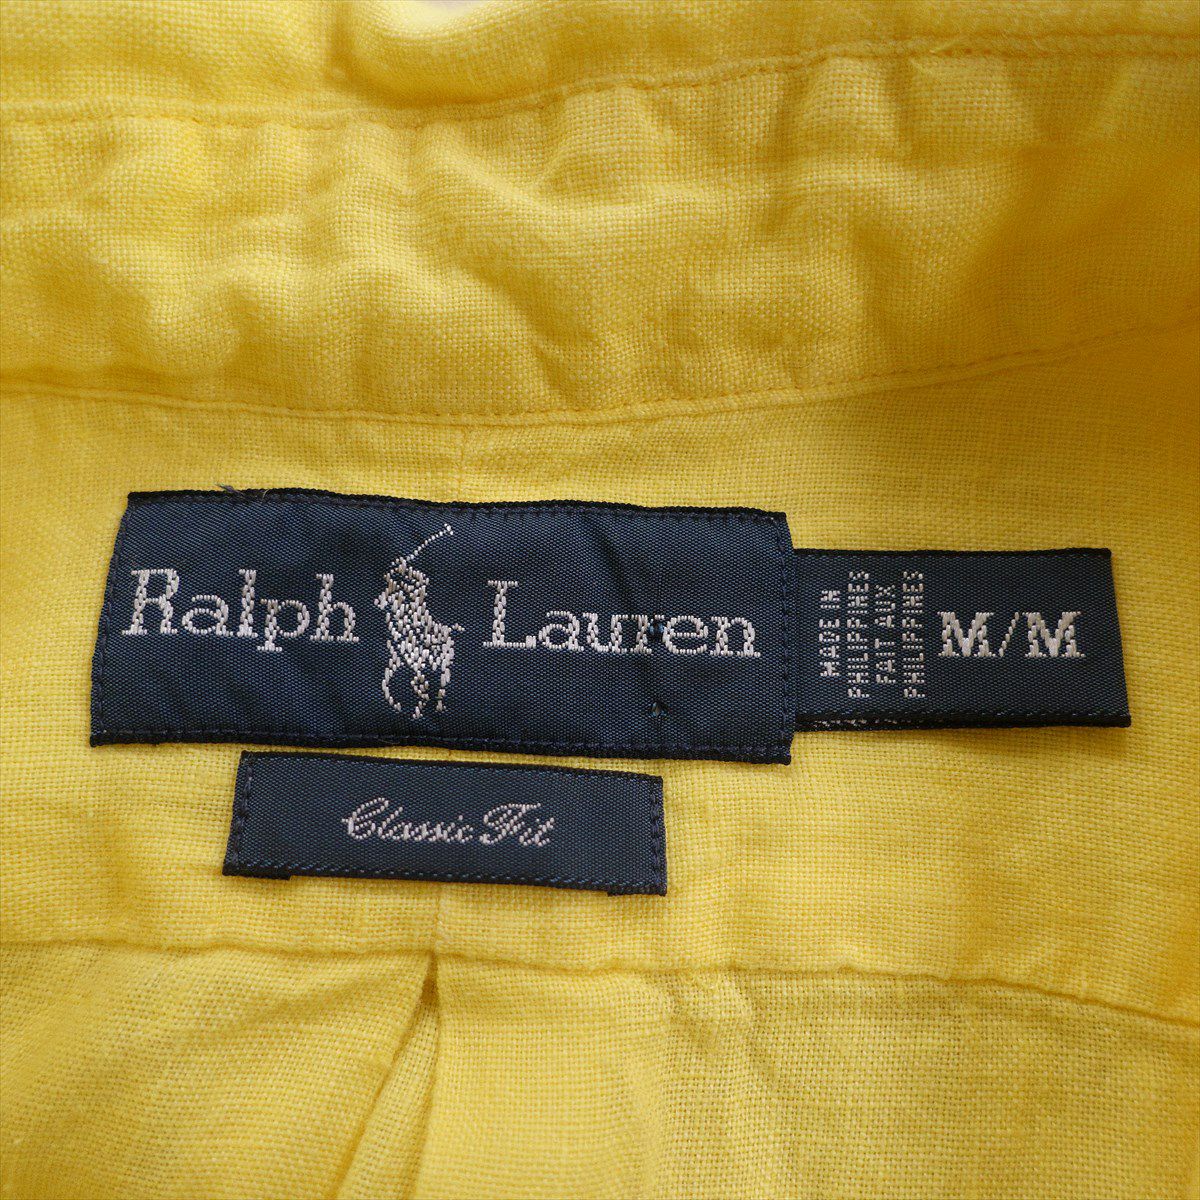 Ralph Lauren
MADE IN
PHILIPPINES
FAIT AUX
PHILIPPINES
M/M
Classic Fit